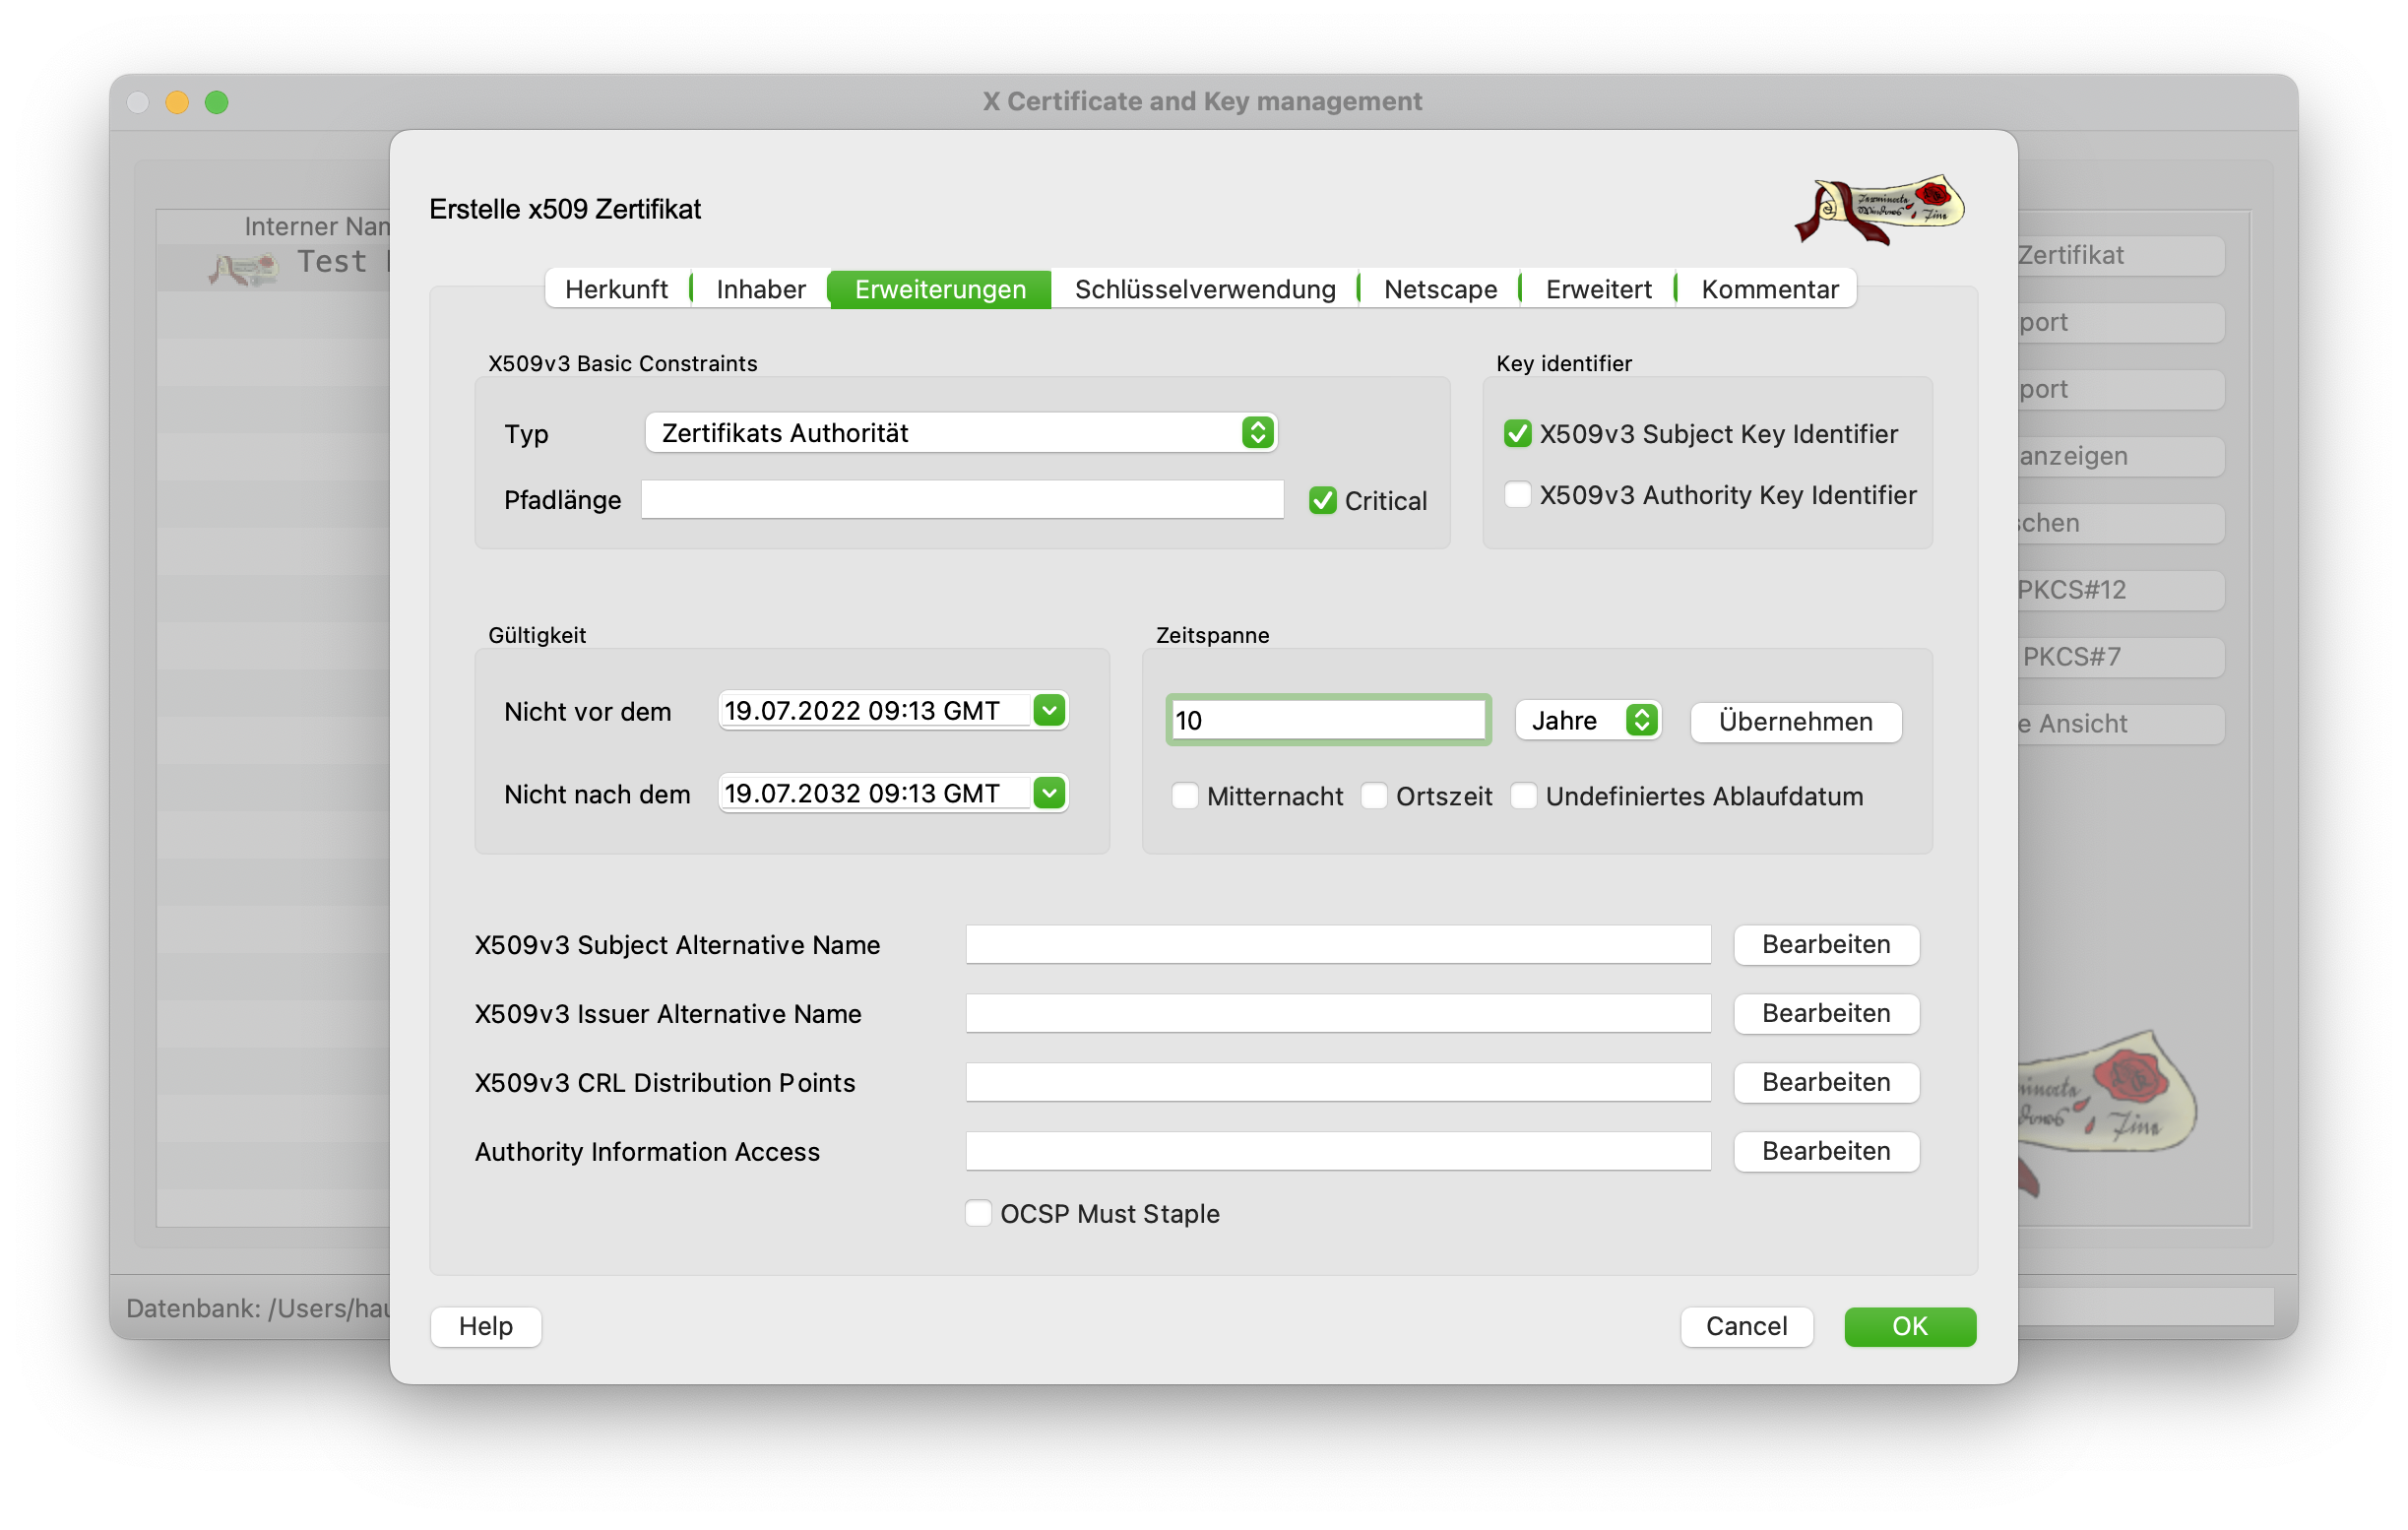 X Certificate and Key management
Erstelle x509 Zertifikat
Interner Nam
Test
Herkunft Inhaber Erweiterungen Schlüsselverwendung Netscape Erweitert Kommentar
X509v3 Basic Constraints
Typ Zertifikats Authorität
Pfadlänge Critical
Key identifier
X509v3 Subject Key Identifier
X509v3 Authority Key Identifier
Gültigkeit
Nicht vor dem 19.07.2022 09:13 GMT
Nicht nach dem 19.07.2032 09:13 GMT
Zeitspanne
10 Jahre Übernehmen
Mitternacht Ortszeit Undefiniertes Ablaufdatum
X509v3 Subject Alternative Name Bearbeiten
X509v3 Issuer Alternative Name Bearbeiten
X509v3 CRL Distribution Points Bearbeiten
Authority Information Access Bearbeiten
OCSP Must Staple
Help Cancel OK
Zertifikat
port
port
anzeigen
schen
PKCS#12
PKCS#7
e Ansicht
Datenbank: /Users/hau